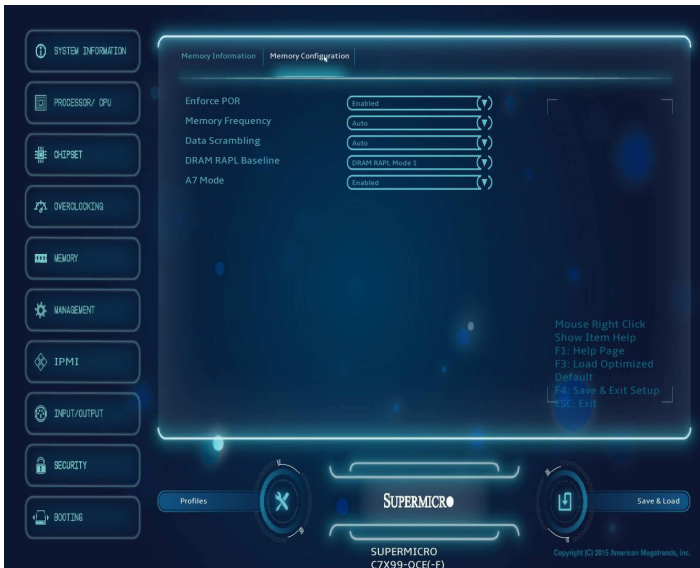 SYSTEM INFORMATION
PROCESSOR/ CPU
CHIPSET
OVERCLOCKING
MEMORY
MANAGEMENT
IPMI
INPUT/OUTPUT
SECURITY
BOOTING
Memory Information
Memory Configuration
Enforce POR
Enabled
Memory Frequency
Auto
Data Scrambling
Auto
DRAM RAPL Baseline
DRAM RAPL Mode 1
A7 Mode
Enabled
Mouse Right Click
Show Item Help
F1: Help Page
F3: Load Optimized
Default
F4: Save & Exit Setup
ESC: Exit
Profiles
SUPERMICRO
Save & Load
SUPERMICRO
C7X99-OCE(-F)
Copyright (C) 2015 American Megatrends, Inc.